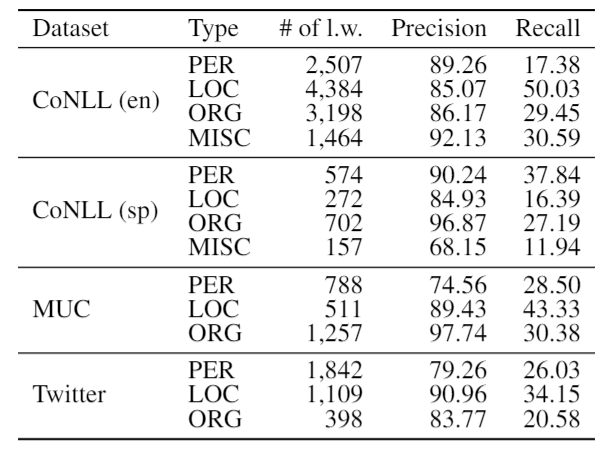 Dataset Type # of l.w. Precision Recall
CoNLL (en)
PER 2,507 89.26 17.38
LOC 4,384 85.07 50.03
ORG 3,198 86.17 29.45
MISC 1,464 92.13 30.59
CoNLL (sp)
PER 574 90.24 37.84
LOC 272 84.93 16.39
ORG 702 96.87 27.19
MISC 157 68.15 11.94
MUC
PER 788 74.56 28.50
LOC 511 89.43 43.33
ORG 1,257 97.74 30.38
Twitter
PER 1,842 79.26 26.03
LOC 1,109 90.96 34.15
ORG 398 83.77 20.58